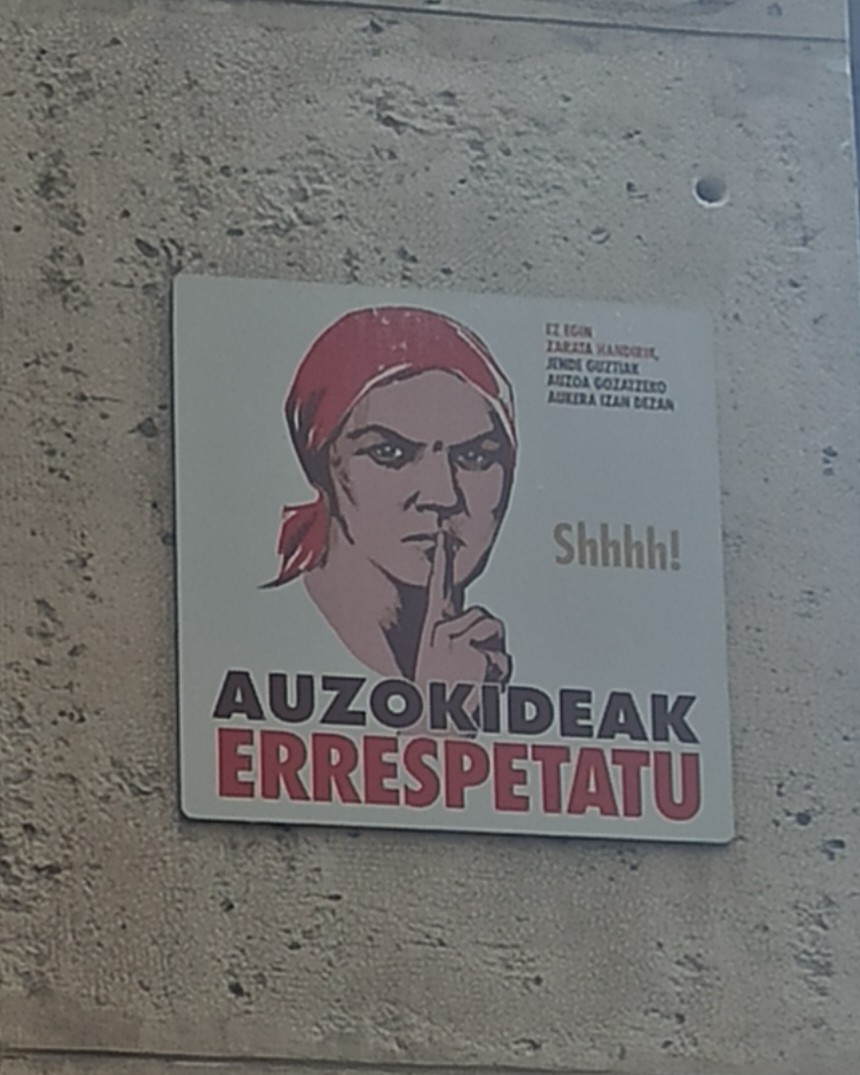 EZ EGIN
ZARATA HANDIRIK,
JENDE GUZTIAK
AUZOA GOZATZEKO
AUKERA IZAN DEZAN
Shhhh!
AUZOKIDEAK
ERRESPETATU